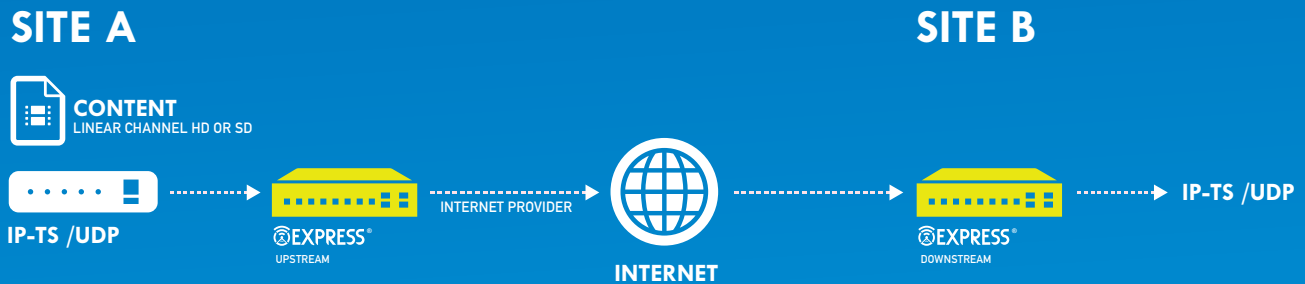 SITE A
SITE B
CONTENT
LINEAR CHANNEL HD OR SD
IP-TS /UDP
EXPRESS®
UPSTREAM
INTERNET PROVIDER
INTERNET
EXPRESS®
DOWNSTREAM
IP-TS /UDP